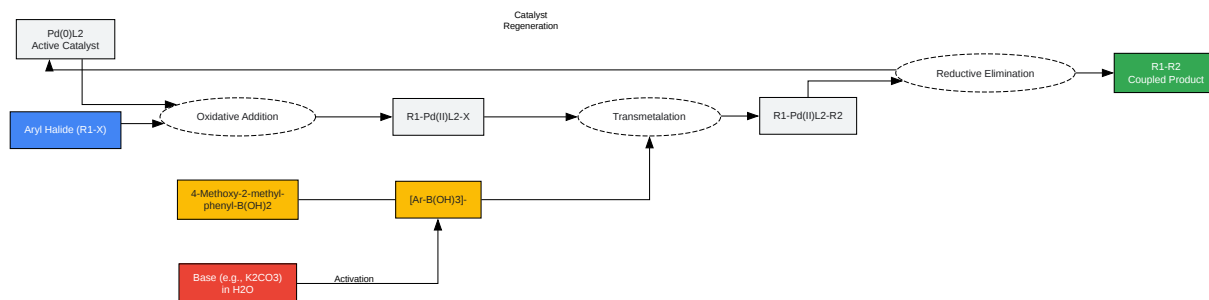 Catalyst
Regeneration
Pd(0)L2
Active Catalyst
Reductive Elimination
R1-R2
Coupled Product
Aryl Halide (R1-X)
Oxidative Addition
R1-Pd(II)L2-X
Transmetalation
R1-Pd(II)L2-R2
4-Methoxy-2-methyl-
phenyl-B(OH)2
[Ar-B(OH)3]-
Base (e.g., K2CO3)
in H2O
Activation